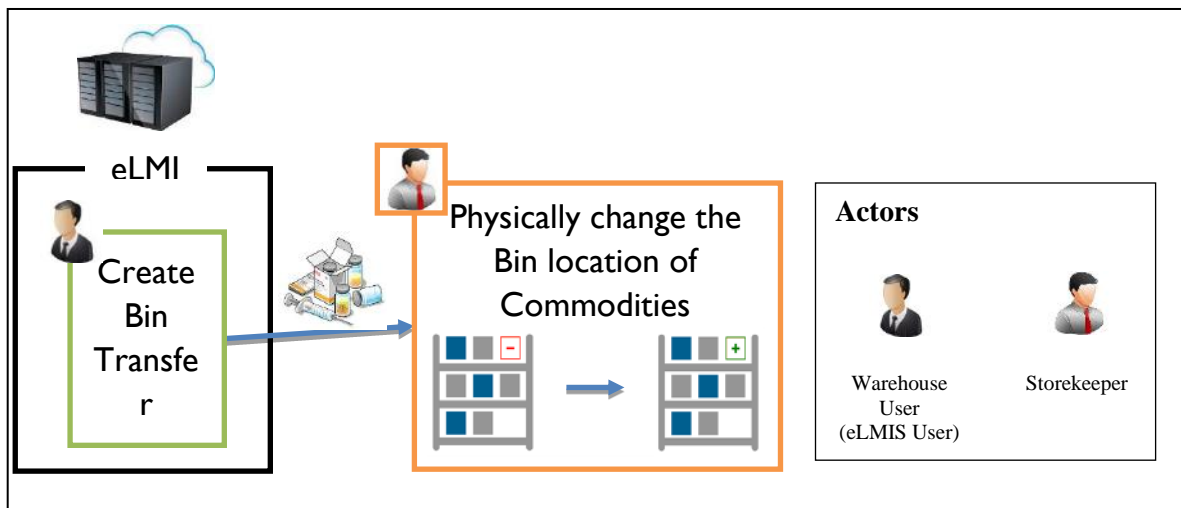 eLMI
Create
Bin
Transfe
r
Physically change the
Bin location of
Commodities
Actors
Warehouse
User
(eLMIS User)
Storekeeper